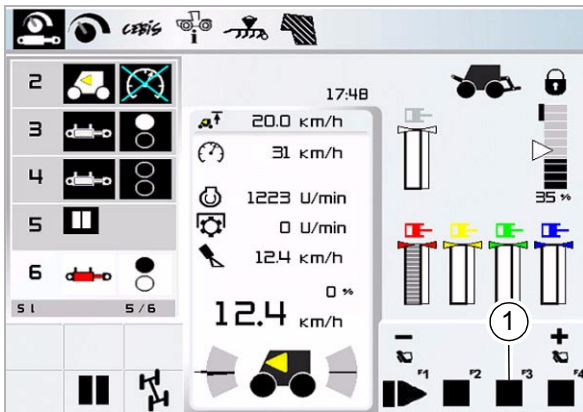 CEBIS
i
2
17:48
20.0 km/h
3
31 km/h
4
1223 U/min
35 %
5
0 U/min
6
12.4 km/h
0 %
S1 5/6
12.4 km/h
1
- +
F1 F2 F3 F4